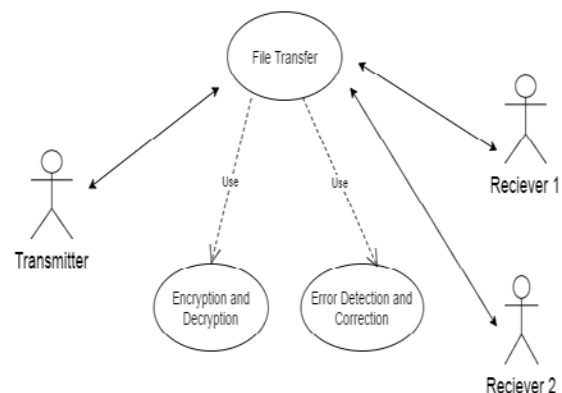 File Transfer
Reciever 1
Use
Use
Transmitter
Encryption and
Decryption
Error Detection and
Correction
Reciever 2